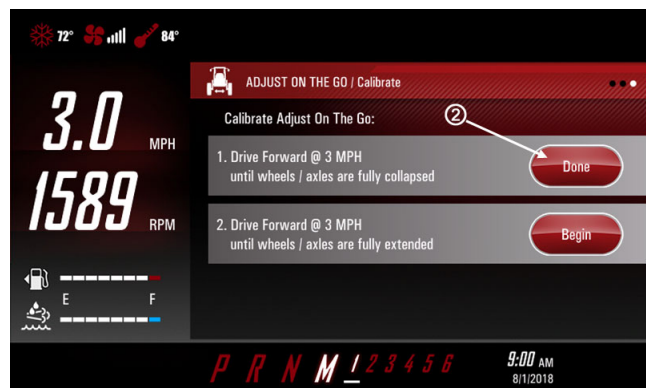 72° 84°
ADJUST ON THE GO / Calibrate
Calibrate Adjust On The Go:
2
3.0 MPH
1. Drive Forward @ 3 MPH
until wheels / axles are fully collapsed
Done
1589 RPM
2. Drive Forward @ 3 MPH
until wheels / axles are fully extended
Begin
E F
P R N M 1 2 3 4 5 6
9:00 AM
8/1/2018